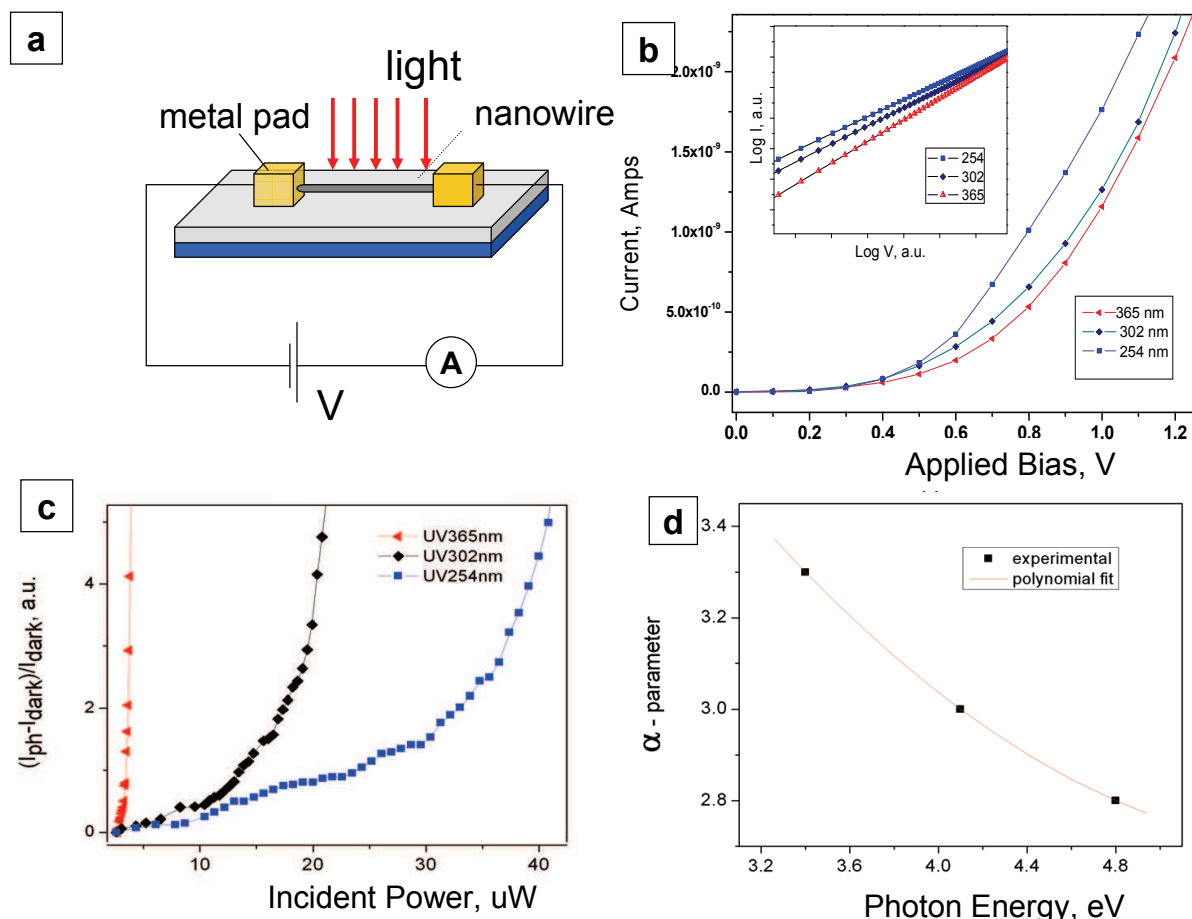 a
light
metal pad
nanowire
V
A
b
Current, Amps
2.0x10⁻⁹
1.5x10⁻⁹
1.0x10⁻⁹
5.0x10⁻¹⁰
0.0
Log I, a.u.
254
302
365
Log V, a.u.
365 nm
302 nm
254 nm
0.0 0.2 0.4 0.6 0.8 1.0 1.2
Applied Bias, V
c
(Iph-Idark)/Idark, a.u.
4
2
0
UV365nm
UV302nm
UV254nm
10 20 30 40
Incident Power, uW
d
α - parameter
3.4
3.2
3.0
2.8
experimental
polynomial fit
3.2 3.6 4.0 4.4 4.8
Photon Energy, eV